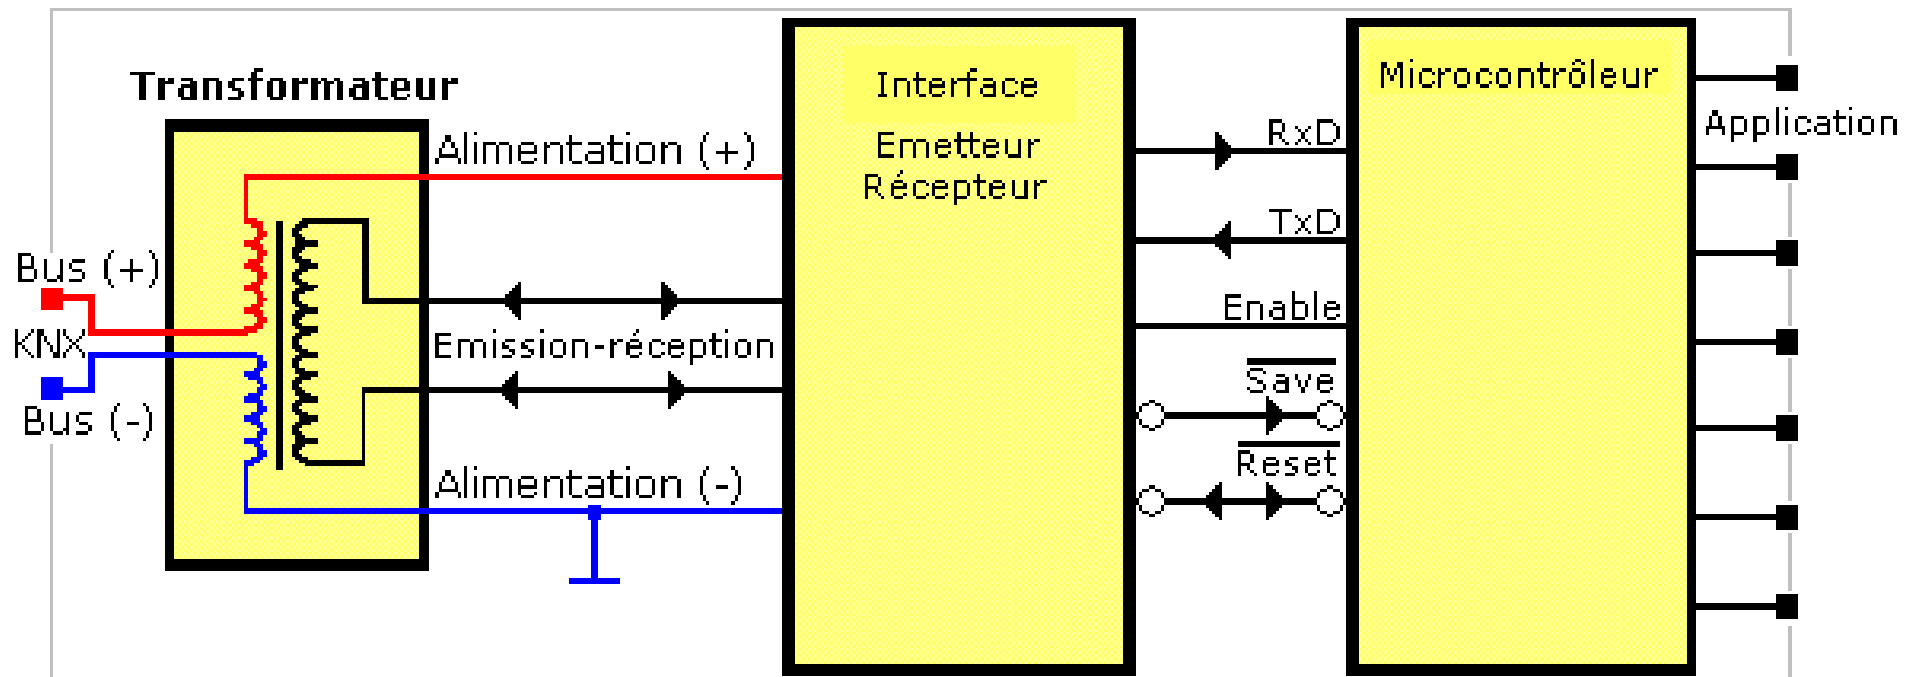 Transformateur
Bus (+)
KNX
Bus (-)
Alimentation (+)
Emission-réception
Alimentation (-)
Interface
Emetteur
Récepteur
RxD
TxD
Enable
Save
Reset
Microcontrôleur
Application